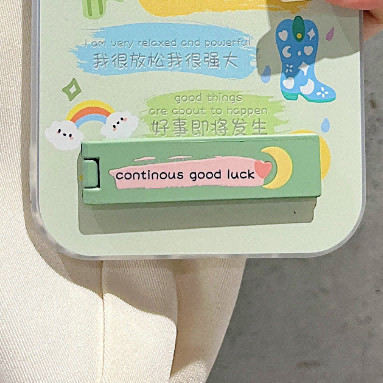 I am very relaxed and powerful
我很放松我很强大
good things
are about to happen
好事即将发生
continous good luck